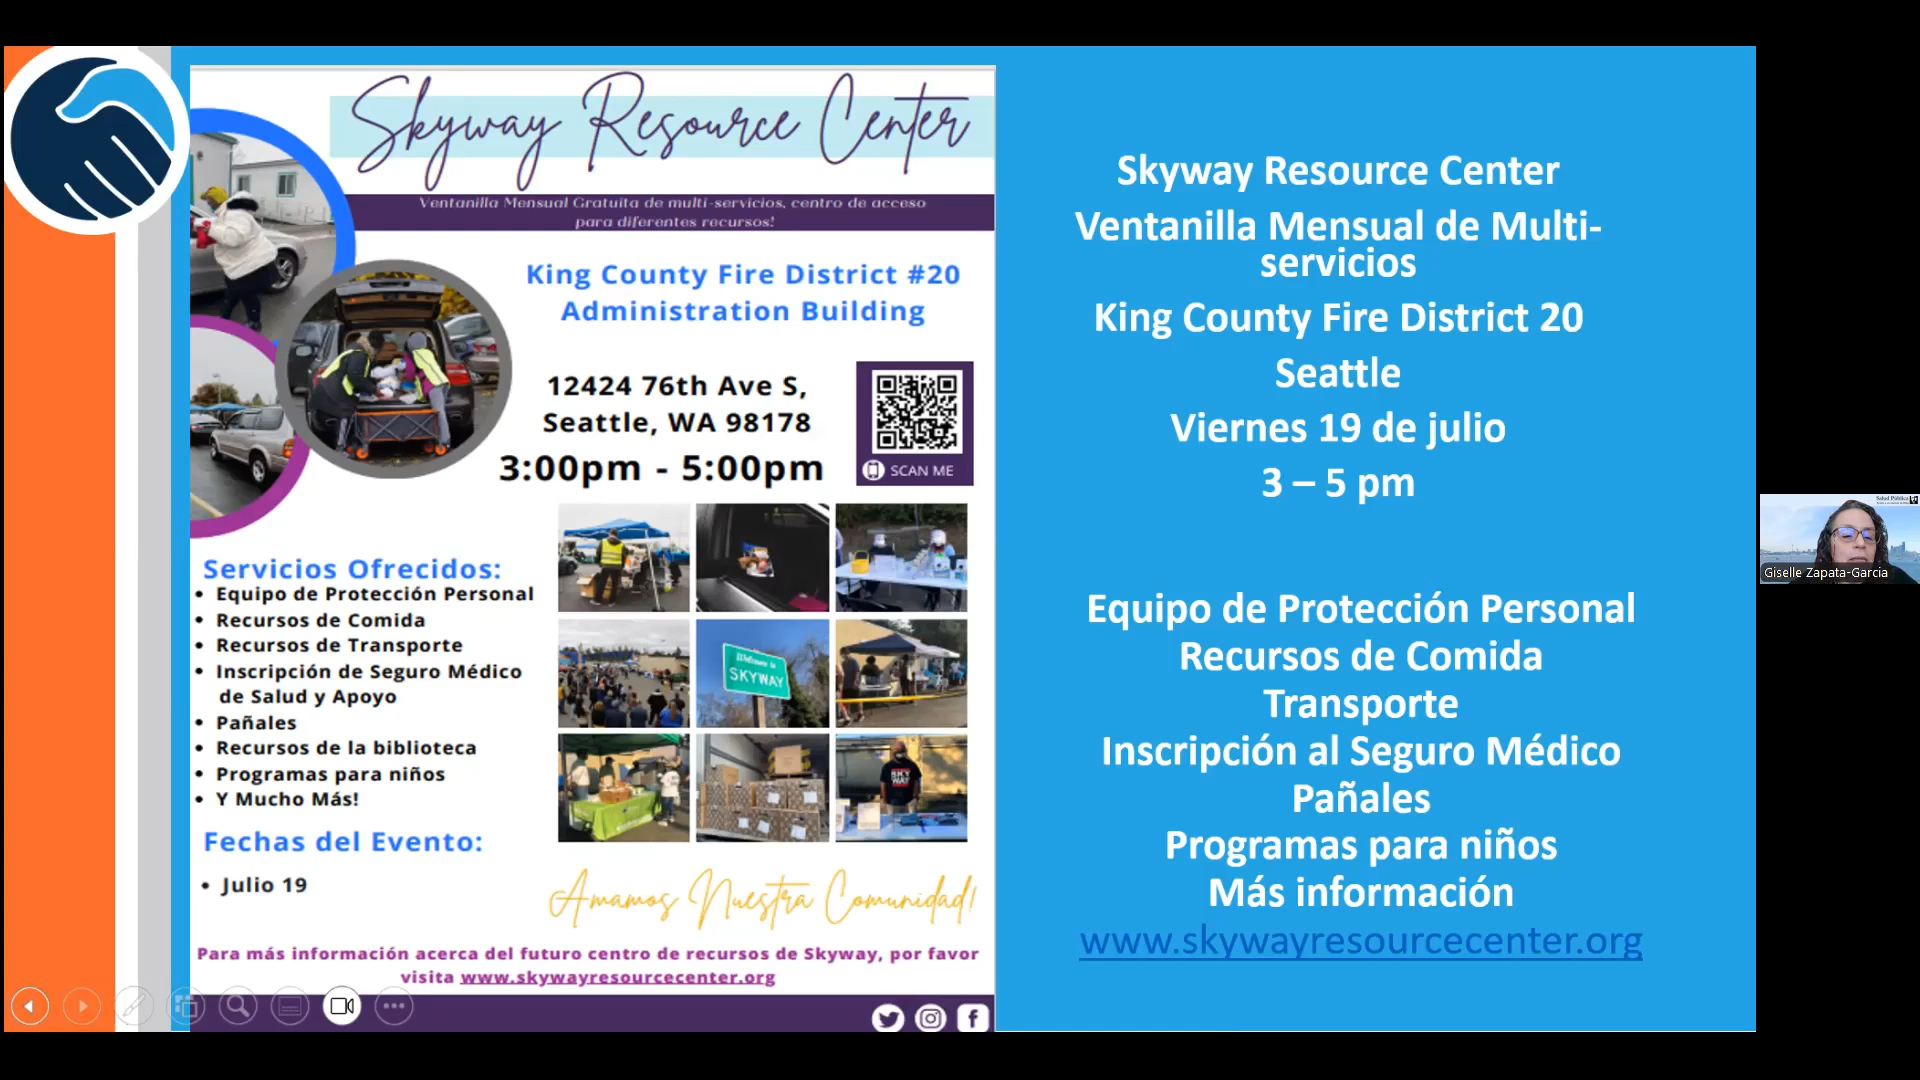 Skyway Resource Center
Ventanilla Mensual Gratuita de multi-servicios, centro de acceso
para diferentes recursos!
King County Fire District #20
Administration Building
12424 76th Ave S,
Seattle, WA 98178
3:00pm - 5:00pm
SCAN ME
Servicios Ofrecidos:
• Equipo de Protección Personal
• Recursos de Comida
• Recursos de Transporte
• Inscripción de Seguro Médico
de Salud y Apoyo
• Pañales
• Recursos de la biblioteca
• Programas para niños
• Y Mucho Más!
Fechas del Evento:
• Julio 19
Welcome to
SKYWAY
SKY
WAY
Amamos Nuestra Comunidad!
Para más información acerca del futuro centro de recursos de Skyway, por favor
visita www.skywayresourcecenter.org
Skyway Resource Center
Ventanilla Mensual de Multi-
servicios
King County Fire District 20
Seattle
Viernes 19 de julio
3 – 5 pm
Equipo de Protección Personal
Recursos de Comida
Transporte
Inscripción al Seguro Médico
Pañales
Programas para niños
Más información
www.skywayresourcecenter.org
Salud Pública
Giselle Zapata-Garcia